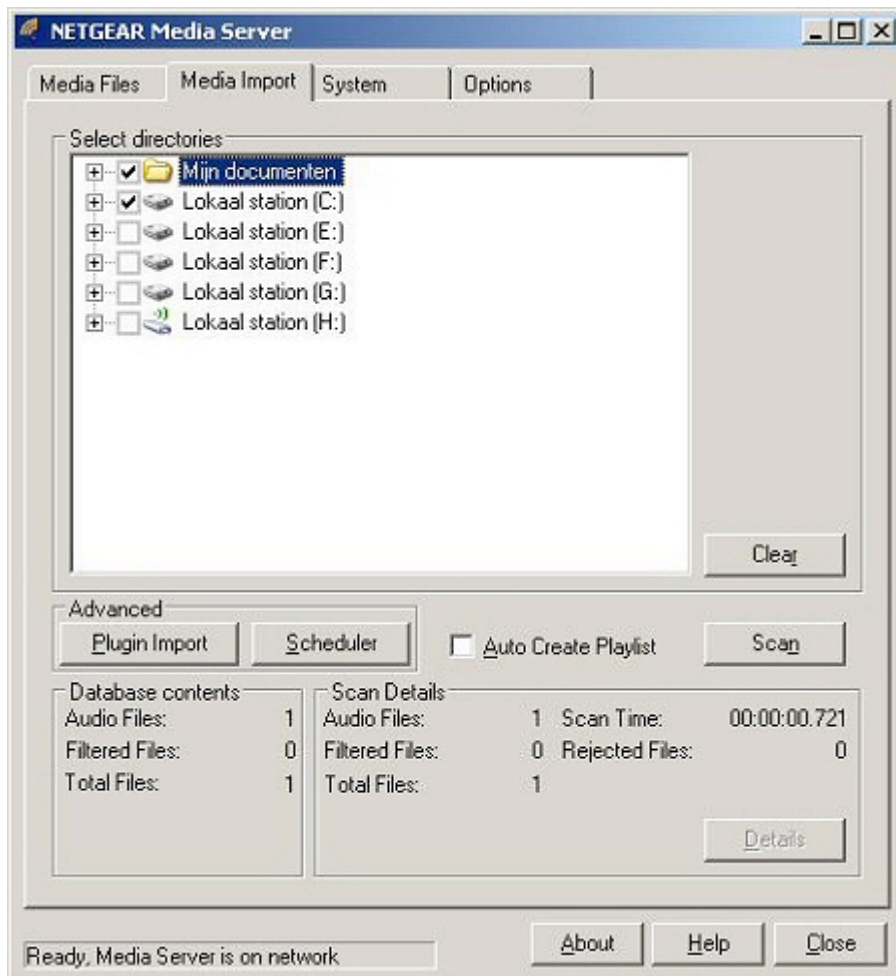 NETGEAR Media Server
Media Files Media Import System Options
Select directories
Mijn documenten
Lokaal station (C:)
Lokaal station (E:)
Lokaal station (F:)
Lokaal station (G:)
Lokaal station (H:)
Clear
Advanced
Plugin Import Scheduler Auto Create Playlist Scan
Database contents
Audio Files: 1
Filtered Files: 0
Total Files: 1
Scan Details
Audio Files: 1 Scan Time: 00:00:00.721
Filtered Files: 0 Rejected Files: 0
Total Files: 1
Details
Ready, Media Server is on network About Help Close